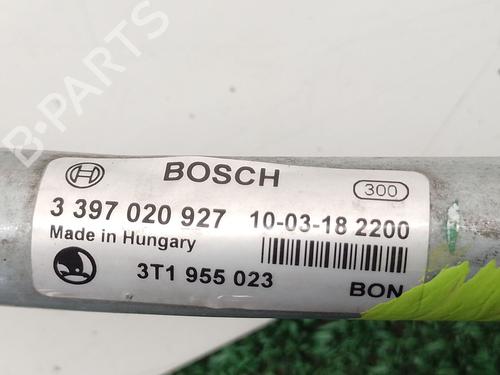 BOSCH
300
3 397 020 927 10-03-18 2200
Made in Hungary
3T1 955 023
BON
B-PARTS